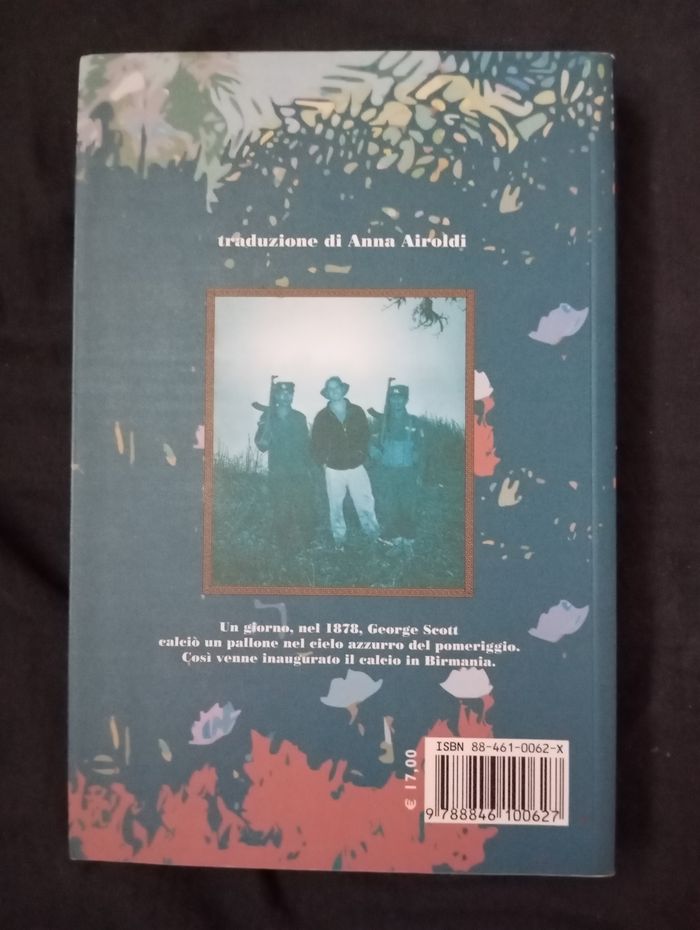 traduzione di Anna Airoldi
Un giorno, nel 1878, George Scott
calciò un pallone nel cielo azzurro del pomeriggio.
Così venne inaugurato il calcio in Birmania.
€ 17,00
ISBN 88-461-0062-X
9 788846 100627